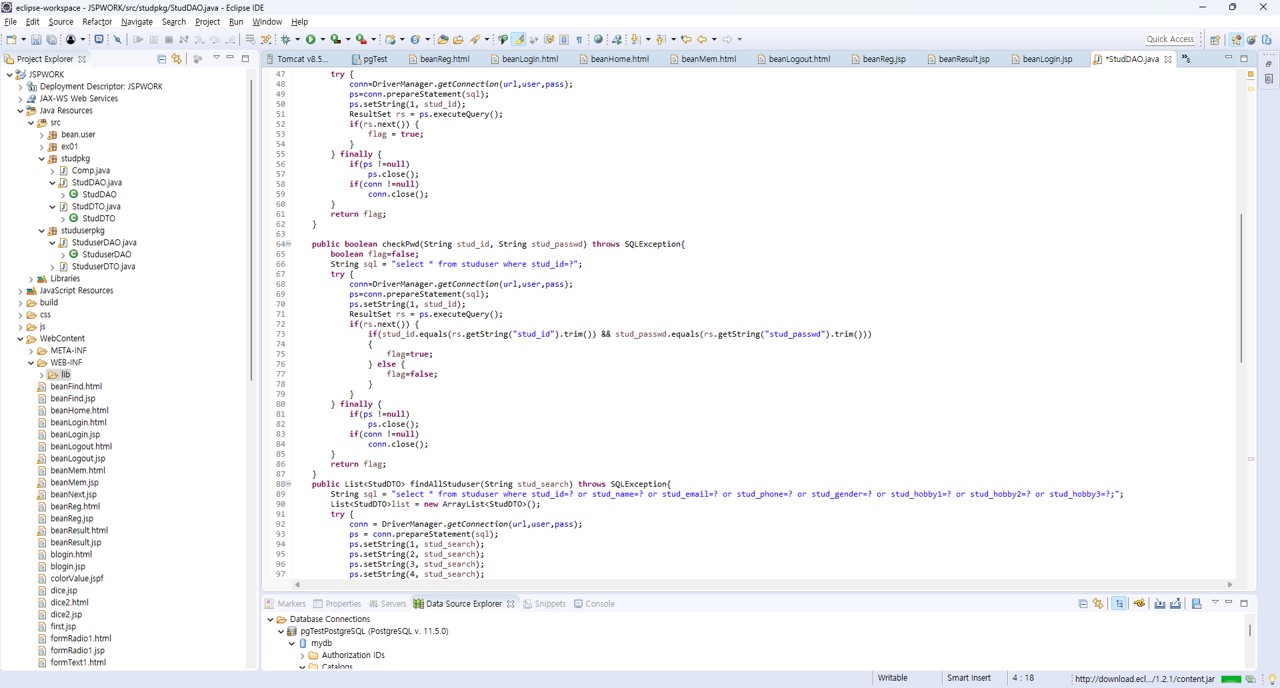 eclipse-workspace - JSPWORK/src/studpkg/StudDAO.java - Eclipse IDE
File Edit Source Refactor Navigate Search Project Run Window Help
Quick Access
Project Explorer
Tomcat v8.5... pgTest beanReg.html beanLogin.html beanHome.html beanMem.html beanLogout.html beanReg.jsp beanResult.jsp beanLogin.jsp *StudDAO.java
JSPWORK
Deployment Descriptor: JSPWORK
JAX-WS Web Services
Java Resources
src
bean.user
ex01
studpkg
Comp.java
StudDAO.java
StudDAO
StudDTO.java
StudDTO
studuserpkg
StuduserDAO.java
StuduserDAO
StuduserDTO.java
Libraries
JavaScript Resources
build
css
js
WebContent
META-INF
WEB-INF
lib
beanFind.html
beanFind.jsp
beanHome.html
beanLogin.html
beanLogin.jsp
beanLogout.html
beanLogout.jsp
beanMem.html
beanMem.jsp
beanNext.jsp
beanReg.html
beanReg.jsp
beanResult.html
beanResult.jsp
blogin.html
blogin.jsp
colorValue.jspf
dice.jsp
dice2.html
dice2.jsp
first.jsp
formRadio1.html
formRadio1.jsp
formText1.html
47 try {
48 conn=DriverManager.getConnection(url,user,pass);
49 ps=conn.prepareStatement(sql);
50 ps.setString(1, stud_id);
51 ResultSet rs = ps.executeQuery();
52 if(rs.next()) {
53 flag = true;
54 }
55 } finally {
56 if(ps !=null)
57 ps.close();
58 if(conn !=null)
59 conn.close();
60 }
61 return flag;
62 }
63
64 public boolean checkPwd(String stud_id, String stud_passwd) throws SQLException{
65 boolean flag=false;
66 String sql = "select * from studuser where stud_id=?";
67 try {
68 conn=DriverManager.getConnection(url,user,pass);
69 ps=conn.prepareStatement(sql);
70 ps.setString(1, stud_id);
71 ResultSet rs = ps.executeQuery();
72 if(rs.next()) {
73 if(stud_id.equals(rs.getString("stud_id").trim()) && stud_passwd.equals(rs.getString("stud_passwd").trim()))
74 {
75 flag=true;
76 } else {
77 flag=false;
78 }
79 }
80 } finally {
81 if(ps !=null)
82 ps.close();
83 if(conn !=null)
84 conn.close();
85 }
86 return flag;
87 }
88 public List<StudDTO> findAllStuduser(String stud_search) throws SQLException{
89 String sql = "select * from studuser where stud_id=? or stud_name=? or stud_email=? or stud_phone=? or stud_gender=? or stud_hobby1=? or stud_hobby2=? or stud_hobby3=?;";
90 List<StudDTO>list = new ArrayList<StudDTO>();
91 try {
92 conn = DriverManager.getConnection(url,user,pass);
93 ps = conn.prepareStatement(sql);
94 ps.setString(1, stud_search);
95 ps.setString(2, stud_search);
96 ps.setString(3, stud_search);
97 ps.setString(4, stud_search);
Markers Properties Servers Data Source Explorer Snippets Console
Database Connections
pgTestPostgreSQL (PostgreSQL v. 11.5.0)
mydb
Authorization IDs
Catalogs
Writable Smart Insert 4 : 18 http://download.ecl.../1.2.1/content.jar